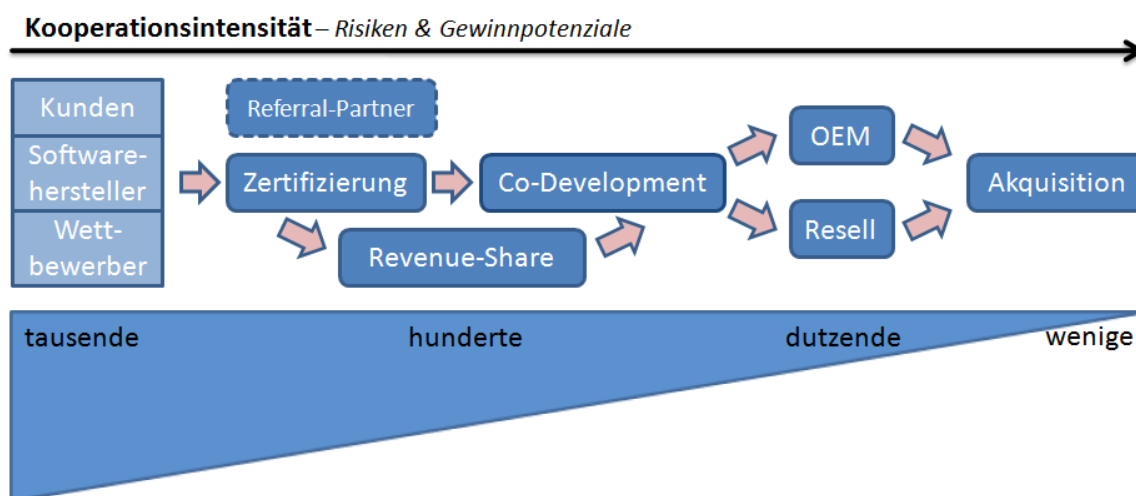 Kooperationsintensität – Risiken & Gewinnpotenziale
Kunden
Software-
hersteller
Wett-
bewerber
Referral-Partner
Zertifizierung
Revenue-Share
Co-Development
OEM
Resell
Akquisition
tausende
hunderte
dutzende
wenige